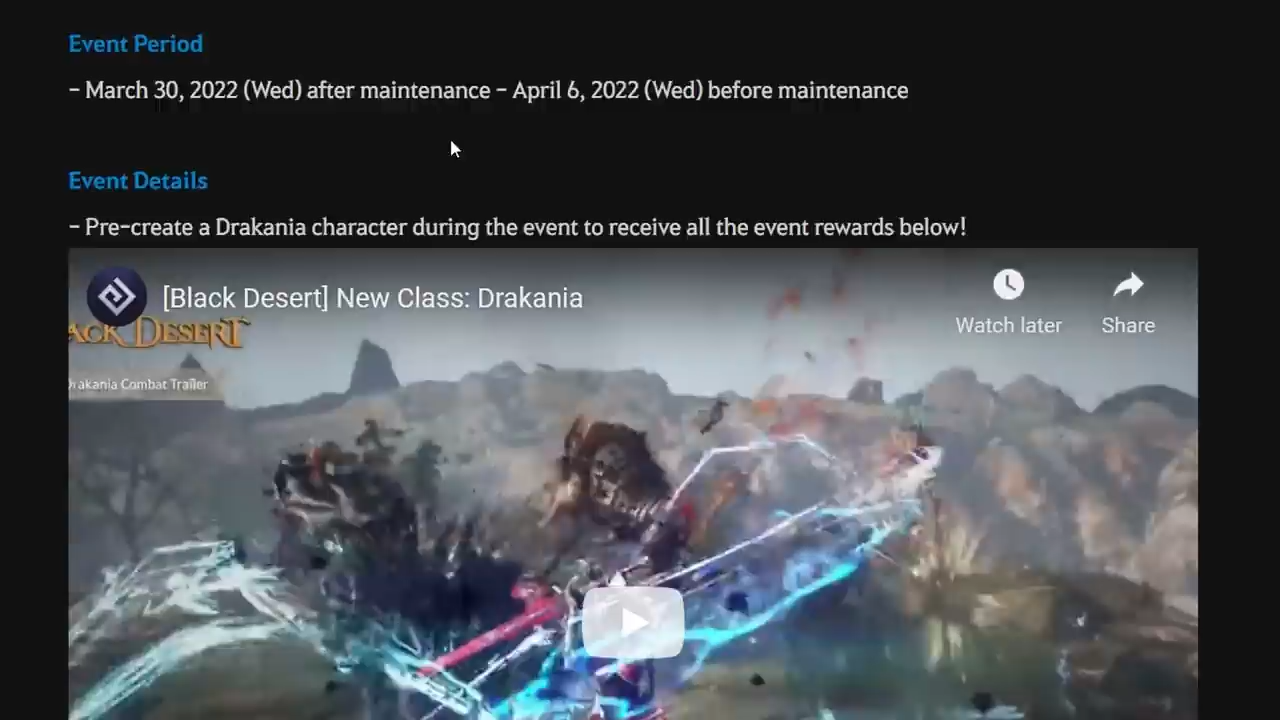 Event Period
- March 30, 2022 (Wed) after maintenance - April 6, 2022 (Wed) before maintenance
Event Details
- Pre-create a Drakania character during the event to receive all the event rewards below!
[Black Desert] New Class: Drakania
Watch later
Share
ACK DESERT
Drakania Combat Trailer